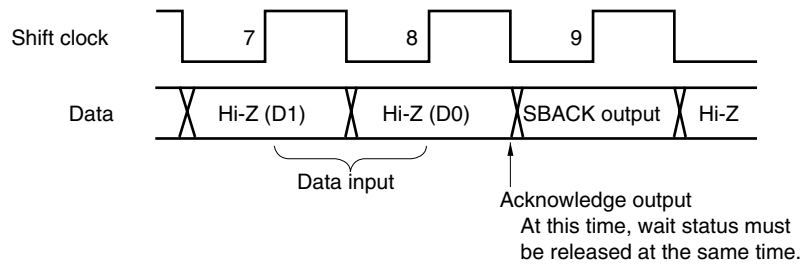 Shift clock 7 8 9
Data Hi-Z (D1) Hi-Z (D0) SBACK output Hi-Z
Data input
Acknowledge output
At this time, wait status must
be released at the same time.